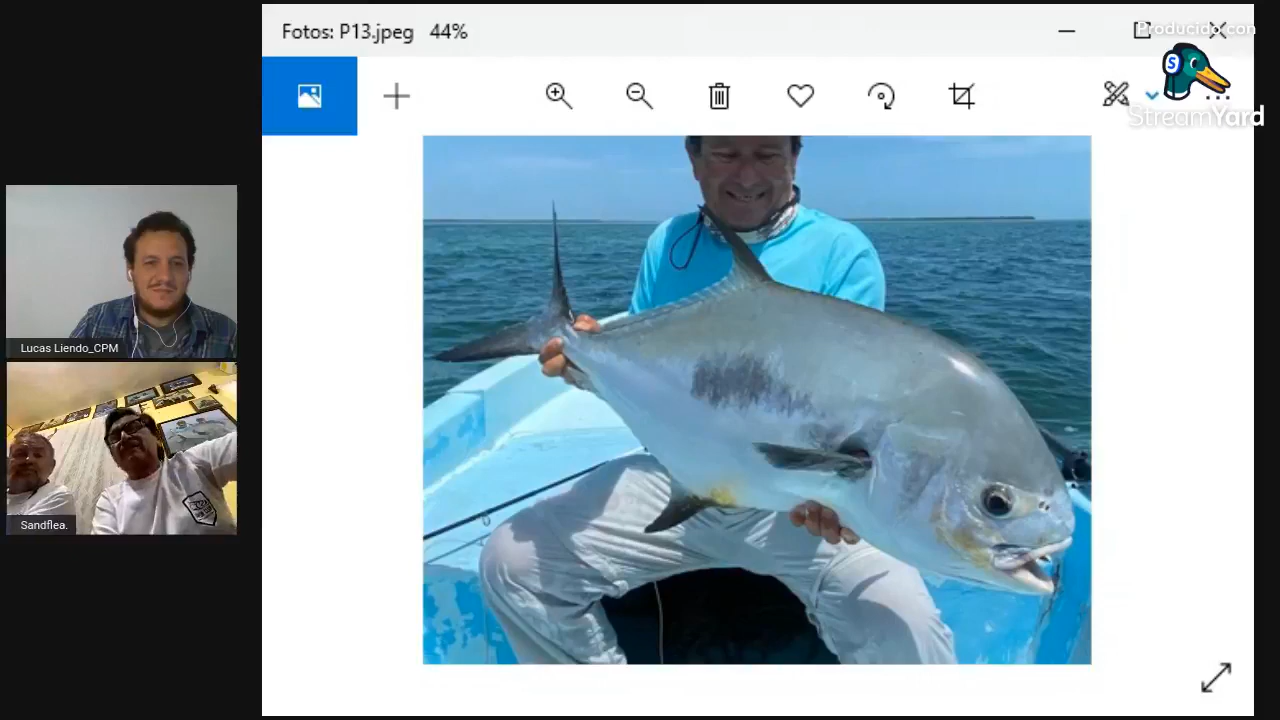 Fotos: P13.jpeg 44%
Producido con
S
StreamYard
Lucas Liendo_CPM
Sandflea.